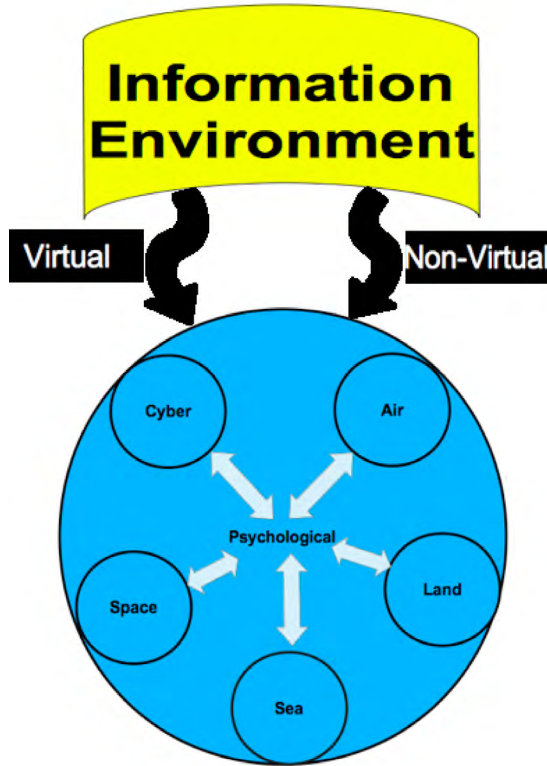 Information
Environment
Virtual
Non-Virtual
Cyber
Air
Psychological
Space
Land
Sea